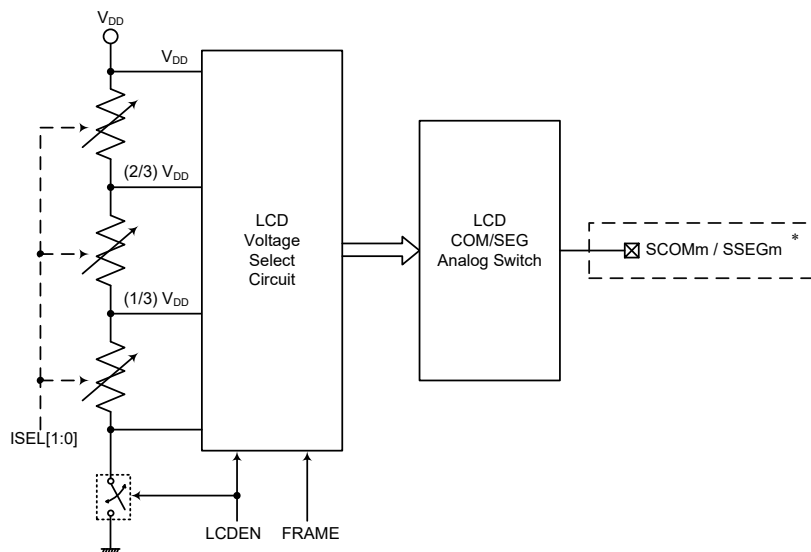 VDD
VDD
(2/3) VDD
(1/3) VDD
ISEL[1:0]
LCD
Voltage
Select
Circuit
LCDEN
FRAME
LCD
COM/SEG
Analog Switch
SCOMm / SSEGm *